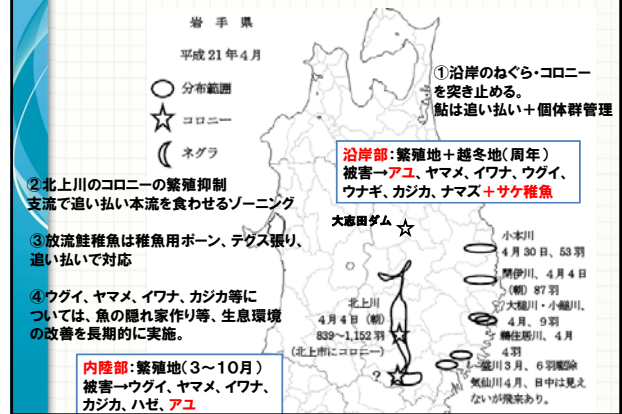 岩手県
平成21年4月
分布範囲
コロニー
ネグラ
①沿岸のねぐら・コロニー
を突き止める。
鮎は追い払い＋個体群管理
沿岸部：繁殖地＋越冬地（周年）
被害→アユ、ヤマメ、イワナ、ウグイ、
ウナギ、カジカ、ナマズ＋サケ稚魚
②北上川のコロニーの繁殖抑制
支流で追い払い本流を食わせるゾーニング
大志田ダム
③放流鮭稚魚は稚魚用ポーン、テグス張り、
追い払いで対応
小本川
4月30日、53羽
閉伊川、4月4日
（朝）87羽
大槌川・小鎚川、
4月、9羽
鵜住居川、4月
4羽
盛川3月、6羽駆除
気仙川4月、日中は見え
ないが飛来あり。
④ウグイ、ヤマメ、イワナ、カジカ等に
ついては、魚の隠れ家作り等、生息環境
の改善を長期的に実施。
北上川
4月4日（朝）
839～1,152羽
（北上市にコロニー）
?
内陸部：繁殖地（3～10月）
被害→ウグイ、ヤマメ、イワナ、
カジカ、ハゼ、アユ